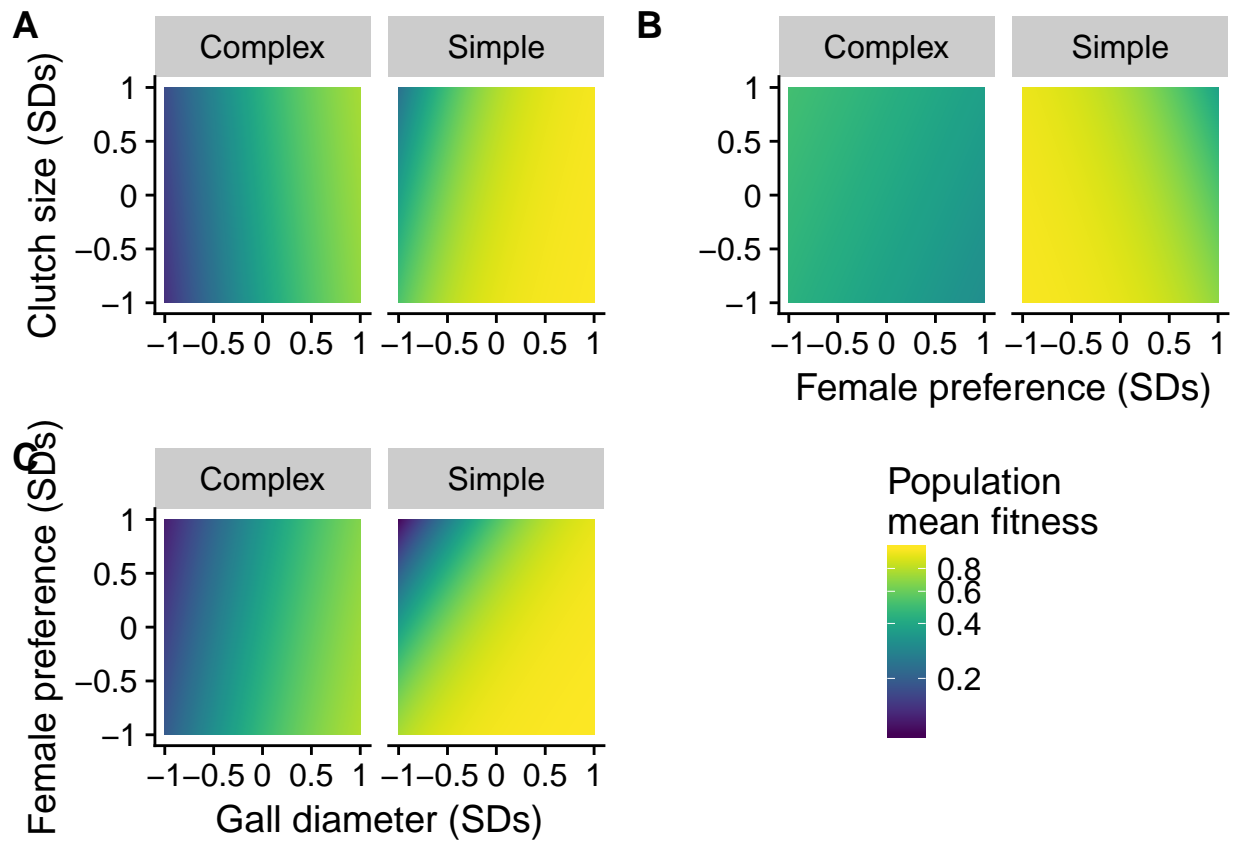 A
Complex
Simple
Clutch size (SDs)
1
0.5
0
−0.5
−1
−1 −0.5 0 0.5 1
−1 −0.5 0 0.5 1
B
Complex
Simple
1
0.5
0
−0.5
−1
−1 −0.5 0 0.5 1
−1 −0.5 0 0.5 1
Female preference (SDs)
C
Complex
Simple
Female preference (SDs)
1
0.5
0
−0.5
−1
−1 −0.5 0 0.5 1
−1 −0.5 0 0.5 1
Gall diameter (SDs)
Population
mean fitness
0.8
0.6
0.4
0.2